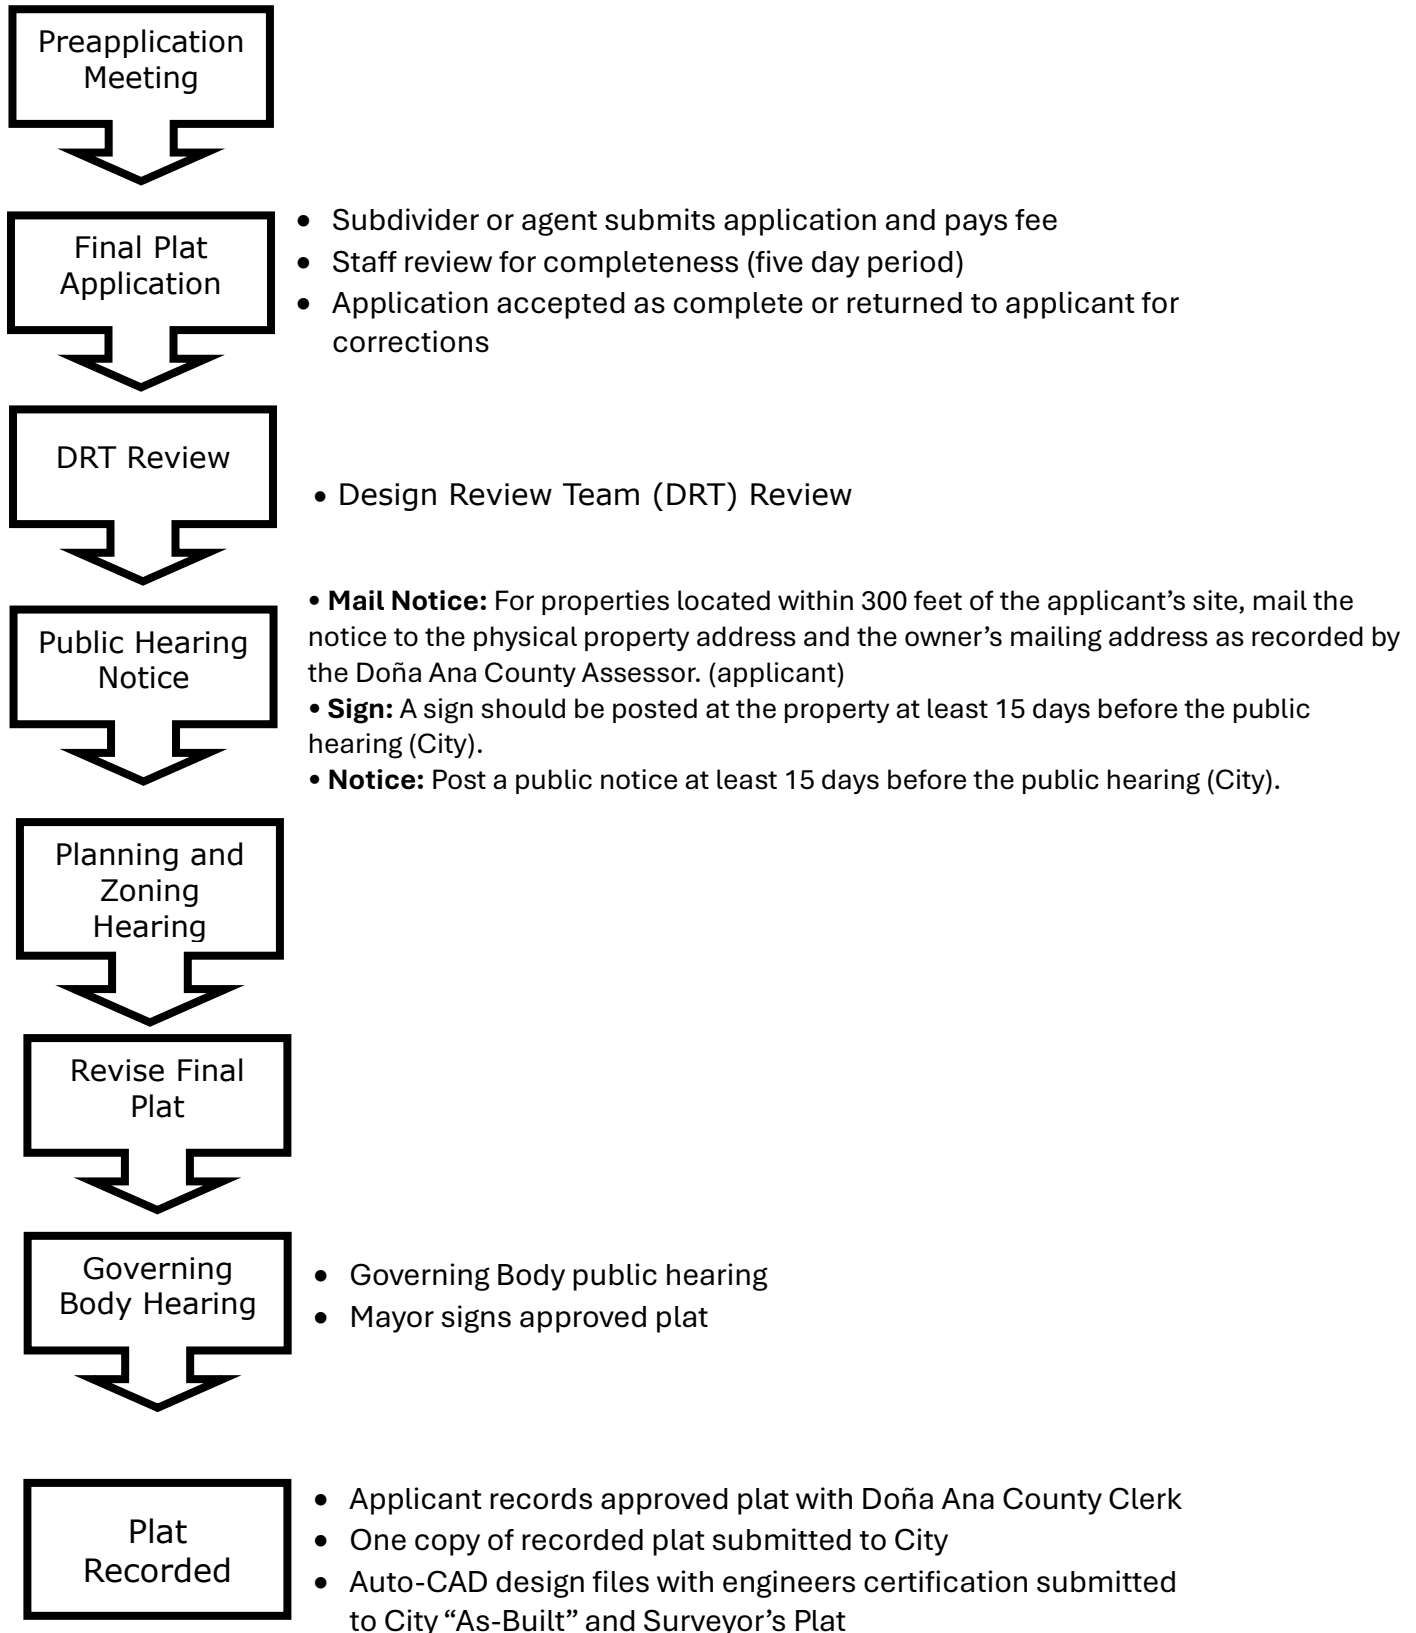 Preapplication
Meeting
Final Plat
Application
• Subdivider or agent submits application and pays fee
• Staff review for completeness (five day period)
• Application accepted as complete or returned to applicant for
corrections
DRT Review
• Design Review Team (DRT) Review
Public Hearing
Notice
• Mail Notice: For properties located within 300 feet of the applicant’s site, mail the
notice to the physical property address and the owner’s mailing address as recorded by
the Doña Ana County Assessor. (applicant)
• Sign: A sign should be posted at the property at least 15 days before the public
hearing (City).
• Notice: Post a public notice at least 15 days before the public hearing (City).
Planning and
Zoning
Hearing
Revise Final
Plat
Governing
Body Hearing
• Governing Body public hearing
• Mayor signs approved plat
Plat
Recorded
• Applicant records approved plat with Doña Ana County Clerk
• One copy of recorded plat submitted to City
• Auto-CAD design files with engineers certification submitted
to City “As-Built” and Surveyor’s Plat